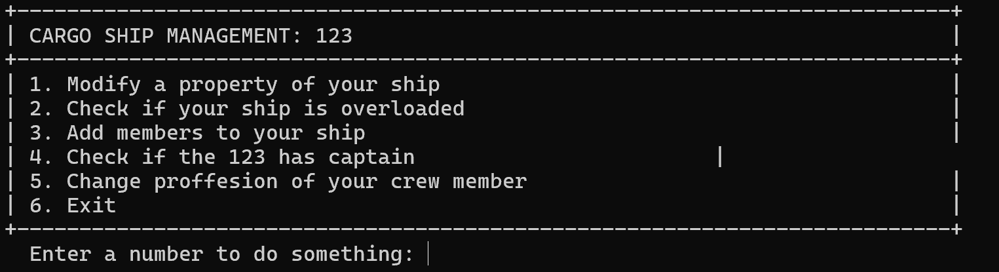 +---------------------------------------------------------------------------+
| CARGO SHIP MANAGEMENT: 123                                                |
+---------------------------------------------------------------------------+
| 1. Modify a property of your ship                                         |
| 2. Check if your ship is overloaded                                       |
| 3. Add members to your ship                                               |
| 4. Check if the 123 has captain                        |
| 5. Change proffesion of your crew member                                  |
| 6. Exit                                                                   |
+---------------------------------------------------------------------------+
  Enter a number to do something: